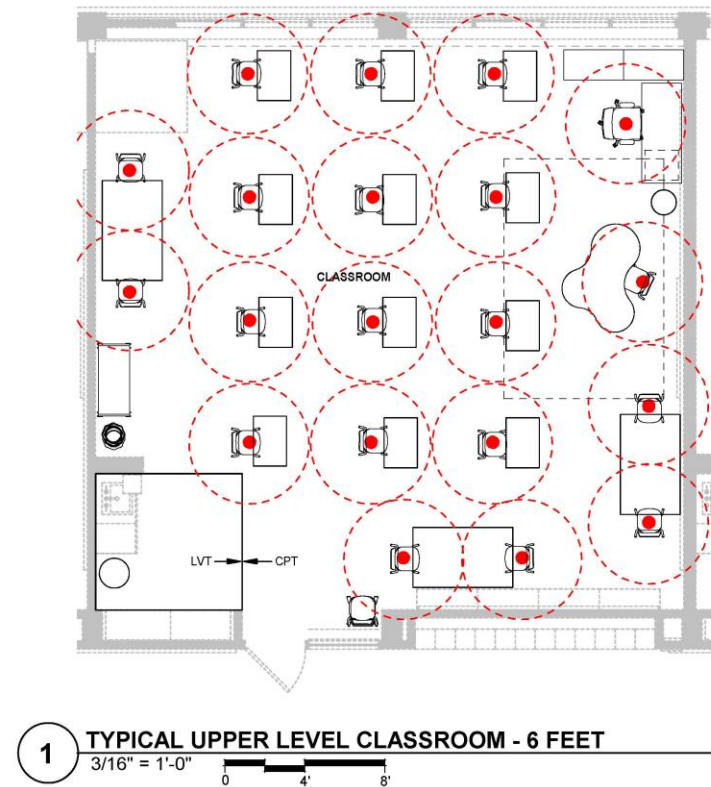 CLASSROOM
LVT CPT
1 TYPICAL UPPER LEVEL CLASSROOM - 6 FEET
3/16" = 1'-0"
0 4' 8'